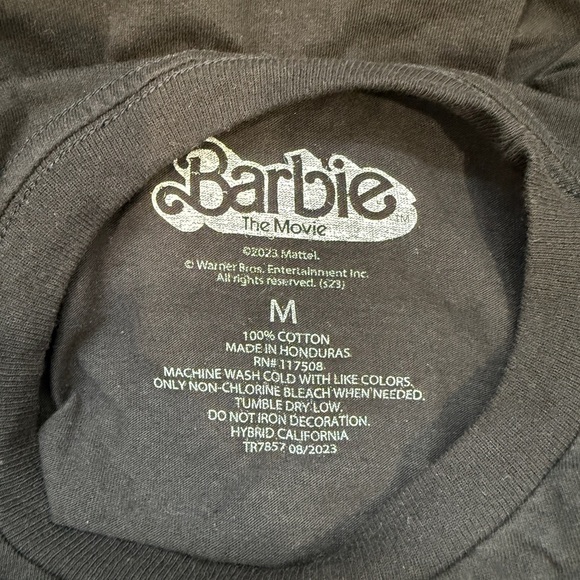 Barbie
The Movie
TM
©2023 Mattel.
© Warner Bros. Entertainment Inc.
All rights reserved. (s23)
M
100% COTTON
MADE IN HONDURAS.
RN# 117508
MACHINE WASH COLD WITH LIKE COLORS.
ONLY NON-CHLORINE BLEACH WHEN NEEDED.
TUMBLE DRY LOW.
DO NOT IRON DECORATION.
HYBRID CALIFORNIA
TR7857 08/2023